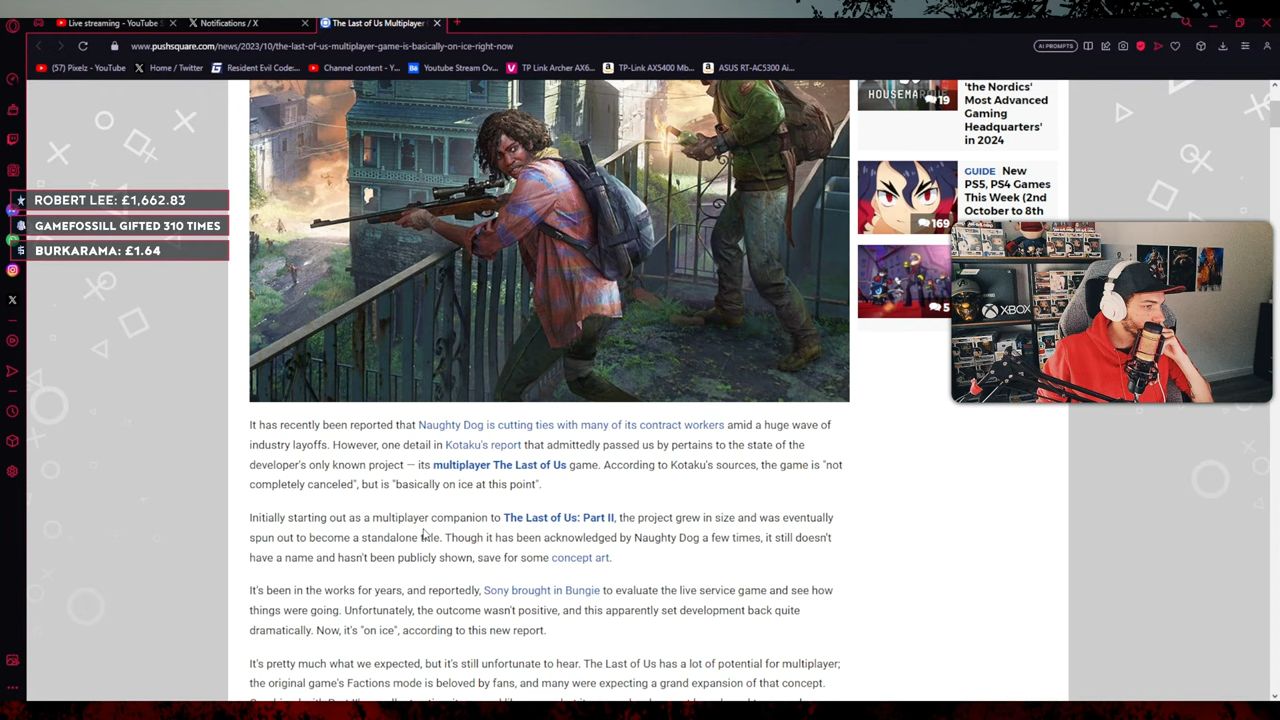 Live streaming - YouTube S
Notifications / X
The Last of Us Multiplayer
www.pushsquare.com/news/2023/10/the-last-of-us-multiplayer-game-is-basically-on-ice-right-now
AI PROMPTS
(57) Pixelz - YouTube
Home / Twitter
Resident Evil Code:...
Channel content - Y...
Youtube Stream Ov...
TP Link Archer AX6...
TP-Link AX5400 Mb...
ASUS RT-AC5300 Ai...
HOUSEMARQUE
19
'the Nordics'
Most Advanced
Gaming
Headquarters'
in 2024
GUIDE New
PS5, PS4 Games
This Week (2nd
October to 8th
169
5
ROBERT LEE: £1,662.83
GAMEFOSSILL GIFTED 310 TIMES
BURKARAMA: £1.64
XBOX
It has recently been reported that Naughty Dog is cutting ties with many of its contract workers amid a huge wave of
industry layoffs. However, one detail in Kotaku's report that admittedly passed us by pertains to the state of the
developer's only known project — its multiplayer The Last of Us game. According to Kotaku's sources, the game is "not
completely canceled", but is "basically on ice at this point".
Initially starting out as a multiplayer companion to The Last of Us: Part II, the project grew in size and was eventually
spun out to become a standalone title. Though it has been acknowledged by Naughty Dog a few times, it still doesn't
have a name and hasn't been publicly shown, save for some concept art.
It's been in the works for years, and reportedly, Sony brought in Bungie to evaluate the live service game and see how
things were going. Unfortunately, the outcome wasn't positive, and this apparently set development back quite
dramatically. Now, it's "on ice", according to this new report.
It's pretty much what we expected, but it's still unfortunate to hear. The Last of Us has a lot of potential for multiplayer;
the original game's Factions mode is beloved by fans, and many were expecting a grand expansion of that concept.